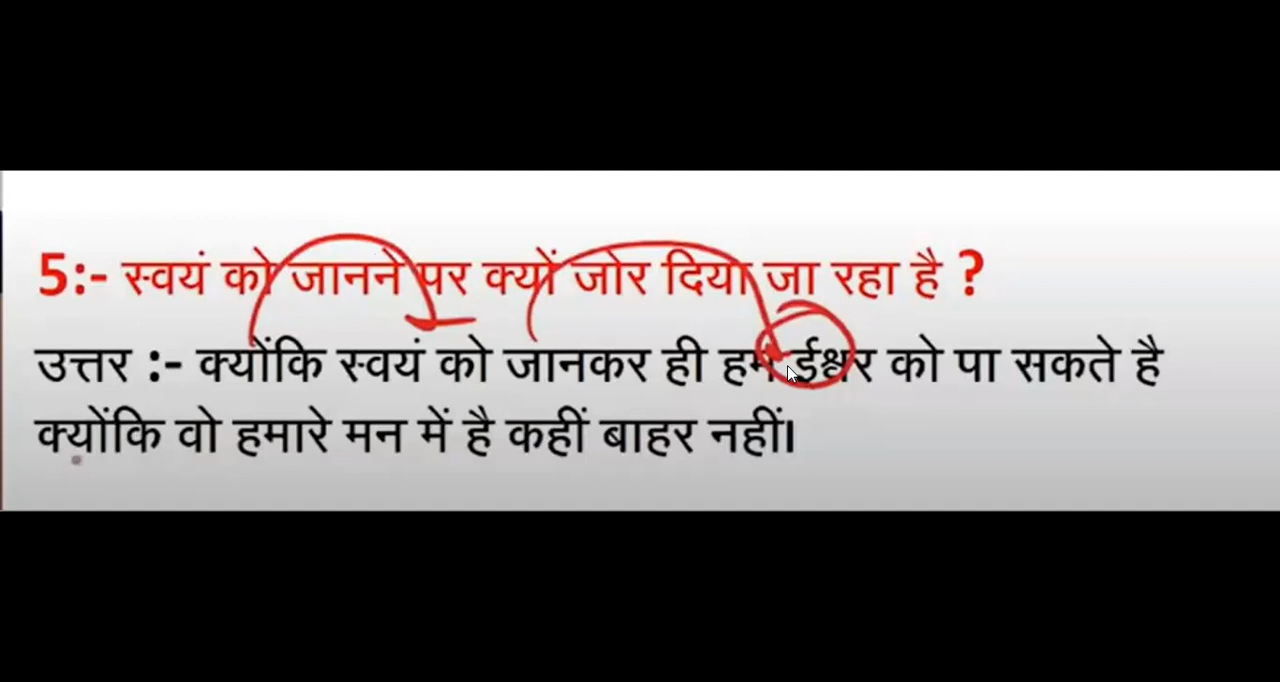 5:- स्वयं को जानने पर क्यों जोर दिया जा रहा है ?
उत्तर :- क्योंकि स्वयं को जानकर ही हम ईश्वर को पा सकते है
क्योंकि वो हमारे मन में है कहीं बाहर नहीं।